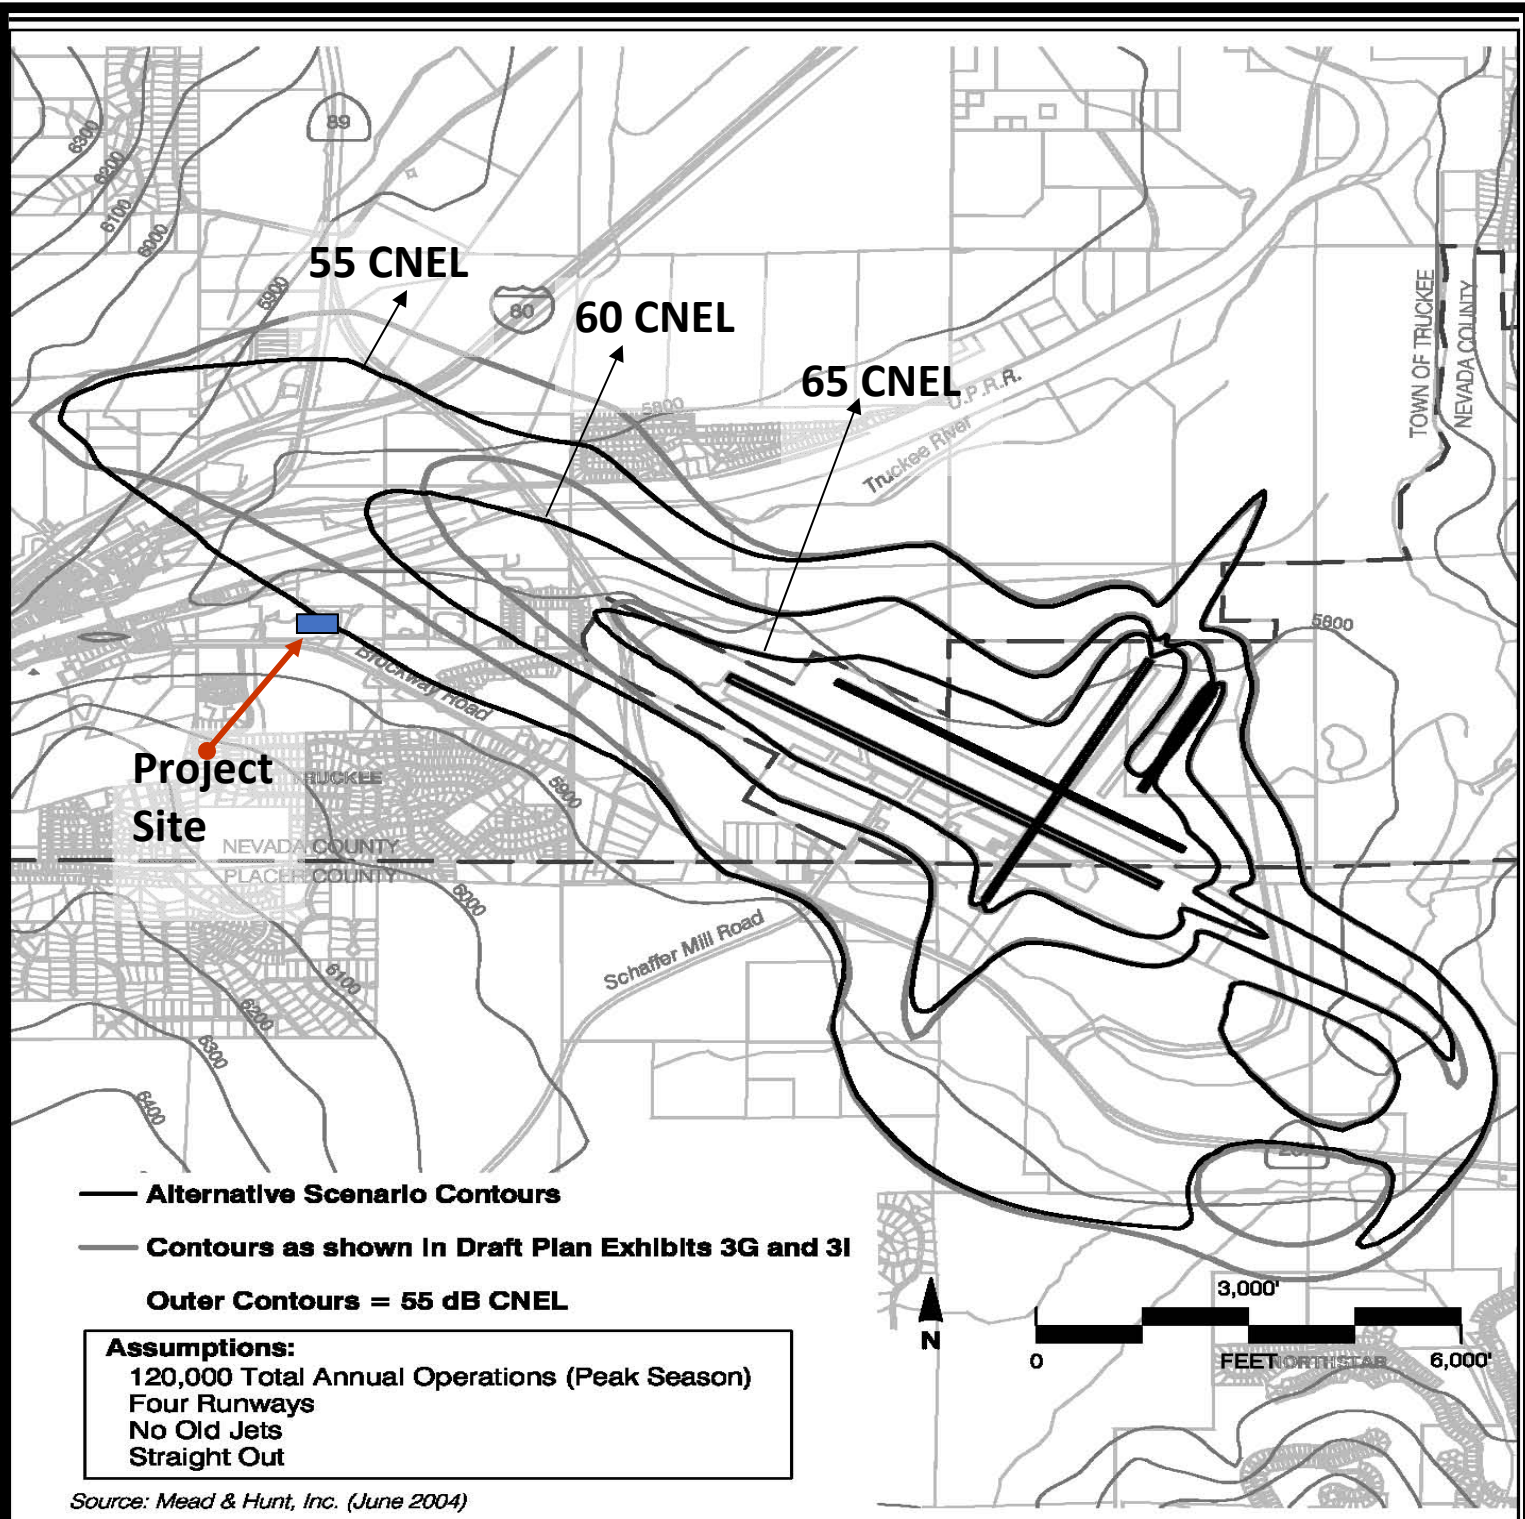 89
6300
6200
6100
6000
5900
55 CNEL
80
60 CNEL
65 CNEL
U.P.R.R.
5800
Truckee River
TOWN OF TRUCKEE
NEVADA COUNTY
5800
Brockway Road
Project
Site
TRUCKEE
5900
NEVADA COUNTY
PLACER COUNTY
6000
Schaffer Mill Road
6100
6200
6300
6400
Alternative Scenario Contours
Contours as shown in Draft Plan Exhibits 3G and 3I
Outer Contours = 55 dB CNEL
Assumptions:
120,000 Total Annual Operations (Peak Season)
Four Runways
No Old Jets
Straight Out
Source: Mead & Hunt, Inc. (June 2004)
N
3,000'
0
FEET
NORTHSTAR
6,000'